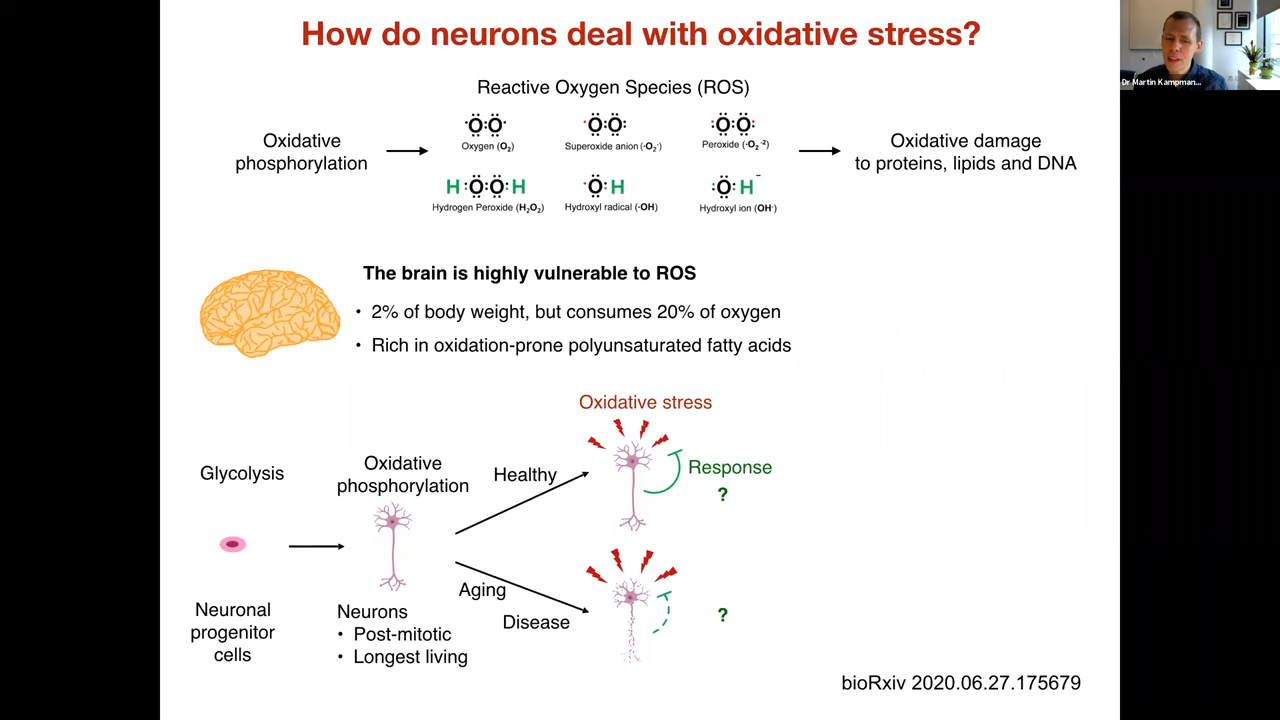 How do neurons deal with oxidative stress?
Dr Martin Kampman...
Reactive Oxygen Species (ROS)
Oxidative
phosphorylation
·Ö:Ö· ·Ö:Ö: :Ö:Ö:
Oxygen (O₂) Superoxide anion (·O₂⁻) Peroxide (·O₂⁻²)
H:Ö:Ö:H ·Ö:H :Ö:H⁻
Hydrogen Peroxide (H₂O₂) Hydroxyl radical (·OH) Hydroxyl ion (OH⁻)
Oxidative damage
to proteins, lipids and DNA
The brain is highly vulnerable to ROS
• 2% of body weight, but consumes 20% of oxygen
• Rich in oxidation-prone polyunsaturated fatty acids
Oxidative stress
Glycolysis
Oxidative
phosphorylation
Healthy
Response
?
Aging
Disease
?
Neuronal
progenitor
cells
Neurons
• Post-mitotic
• Longest living
bioRxiv 2020.06.27.175679